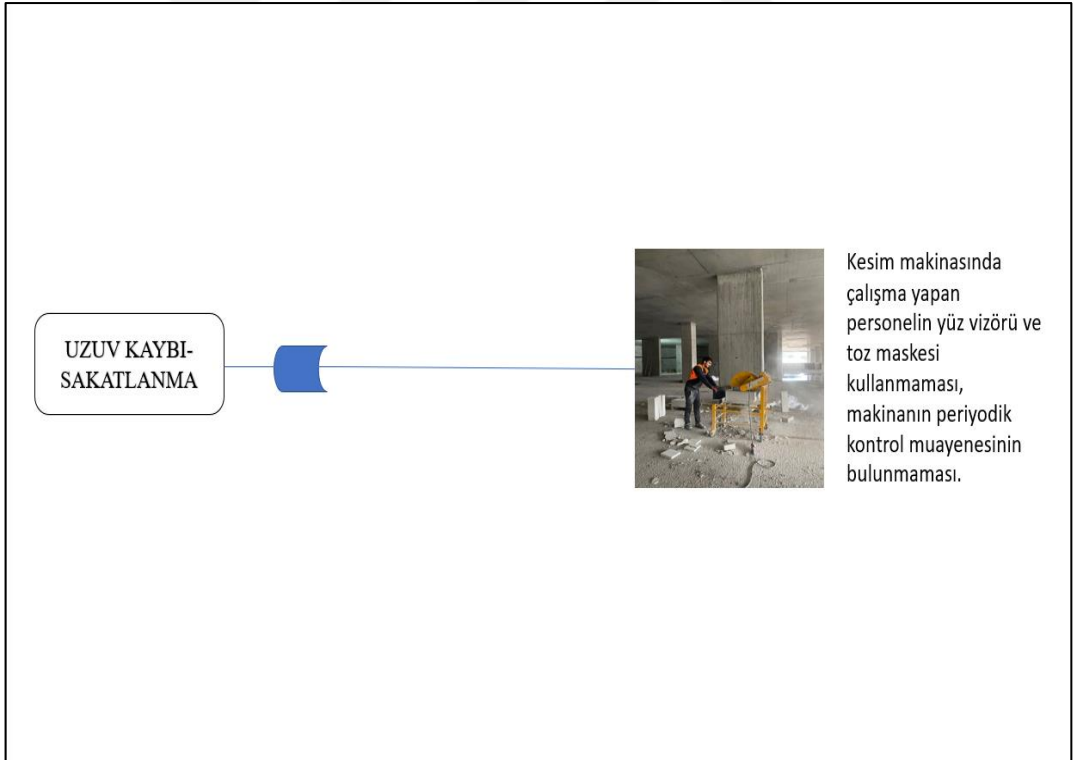 UZUV KAYBI-
SAKATLANMA
Kesim makinasında
çalışma yapan
personelin yüz vizörü ve
toz maskesi
kullanmaması,
makinanın periyodik
kontrol muayenesinin
bulunmaması.